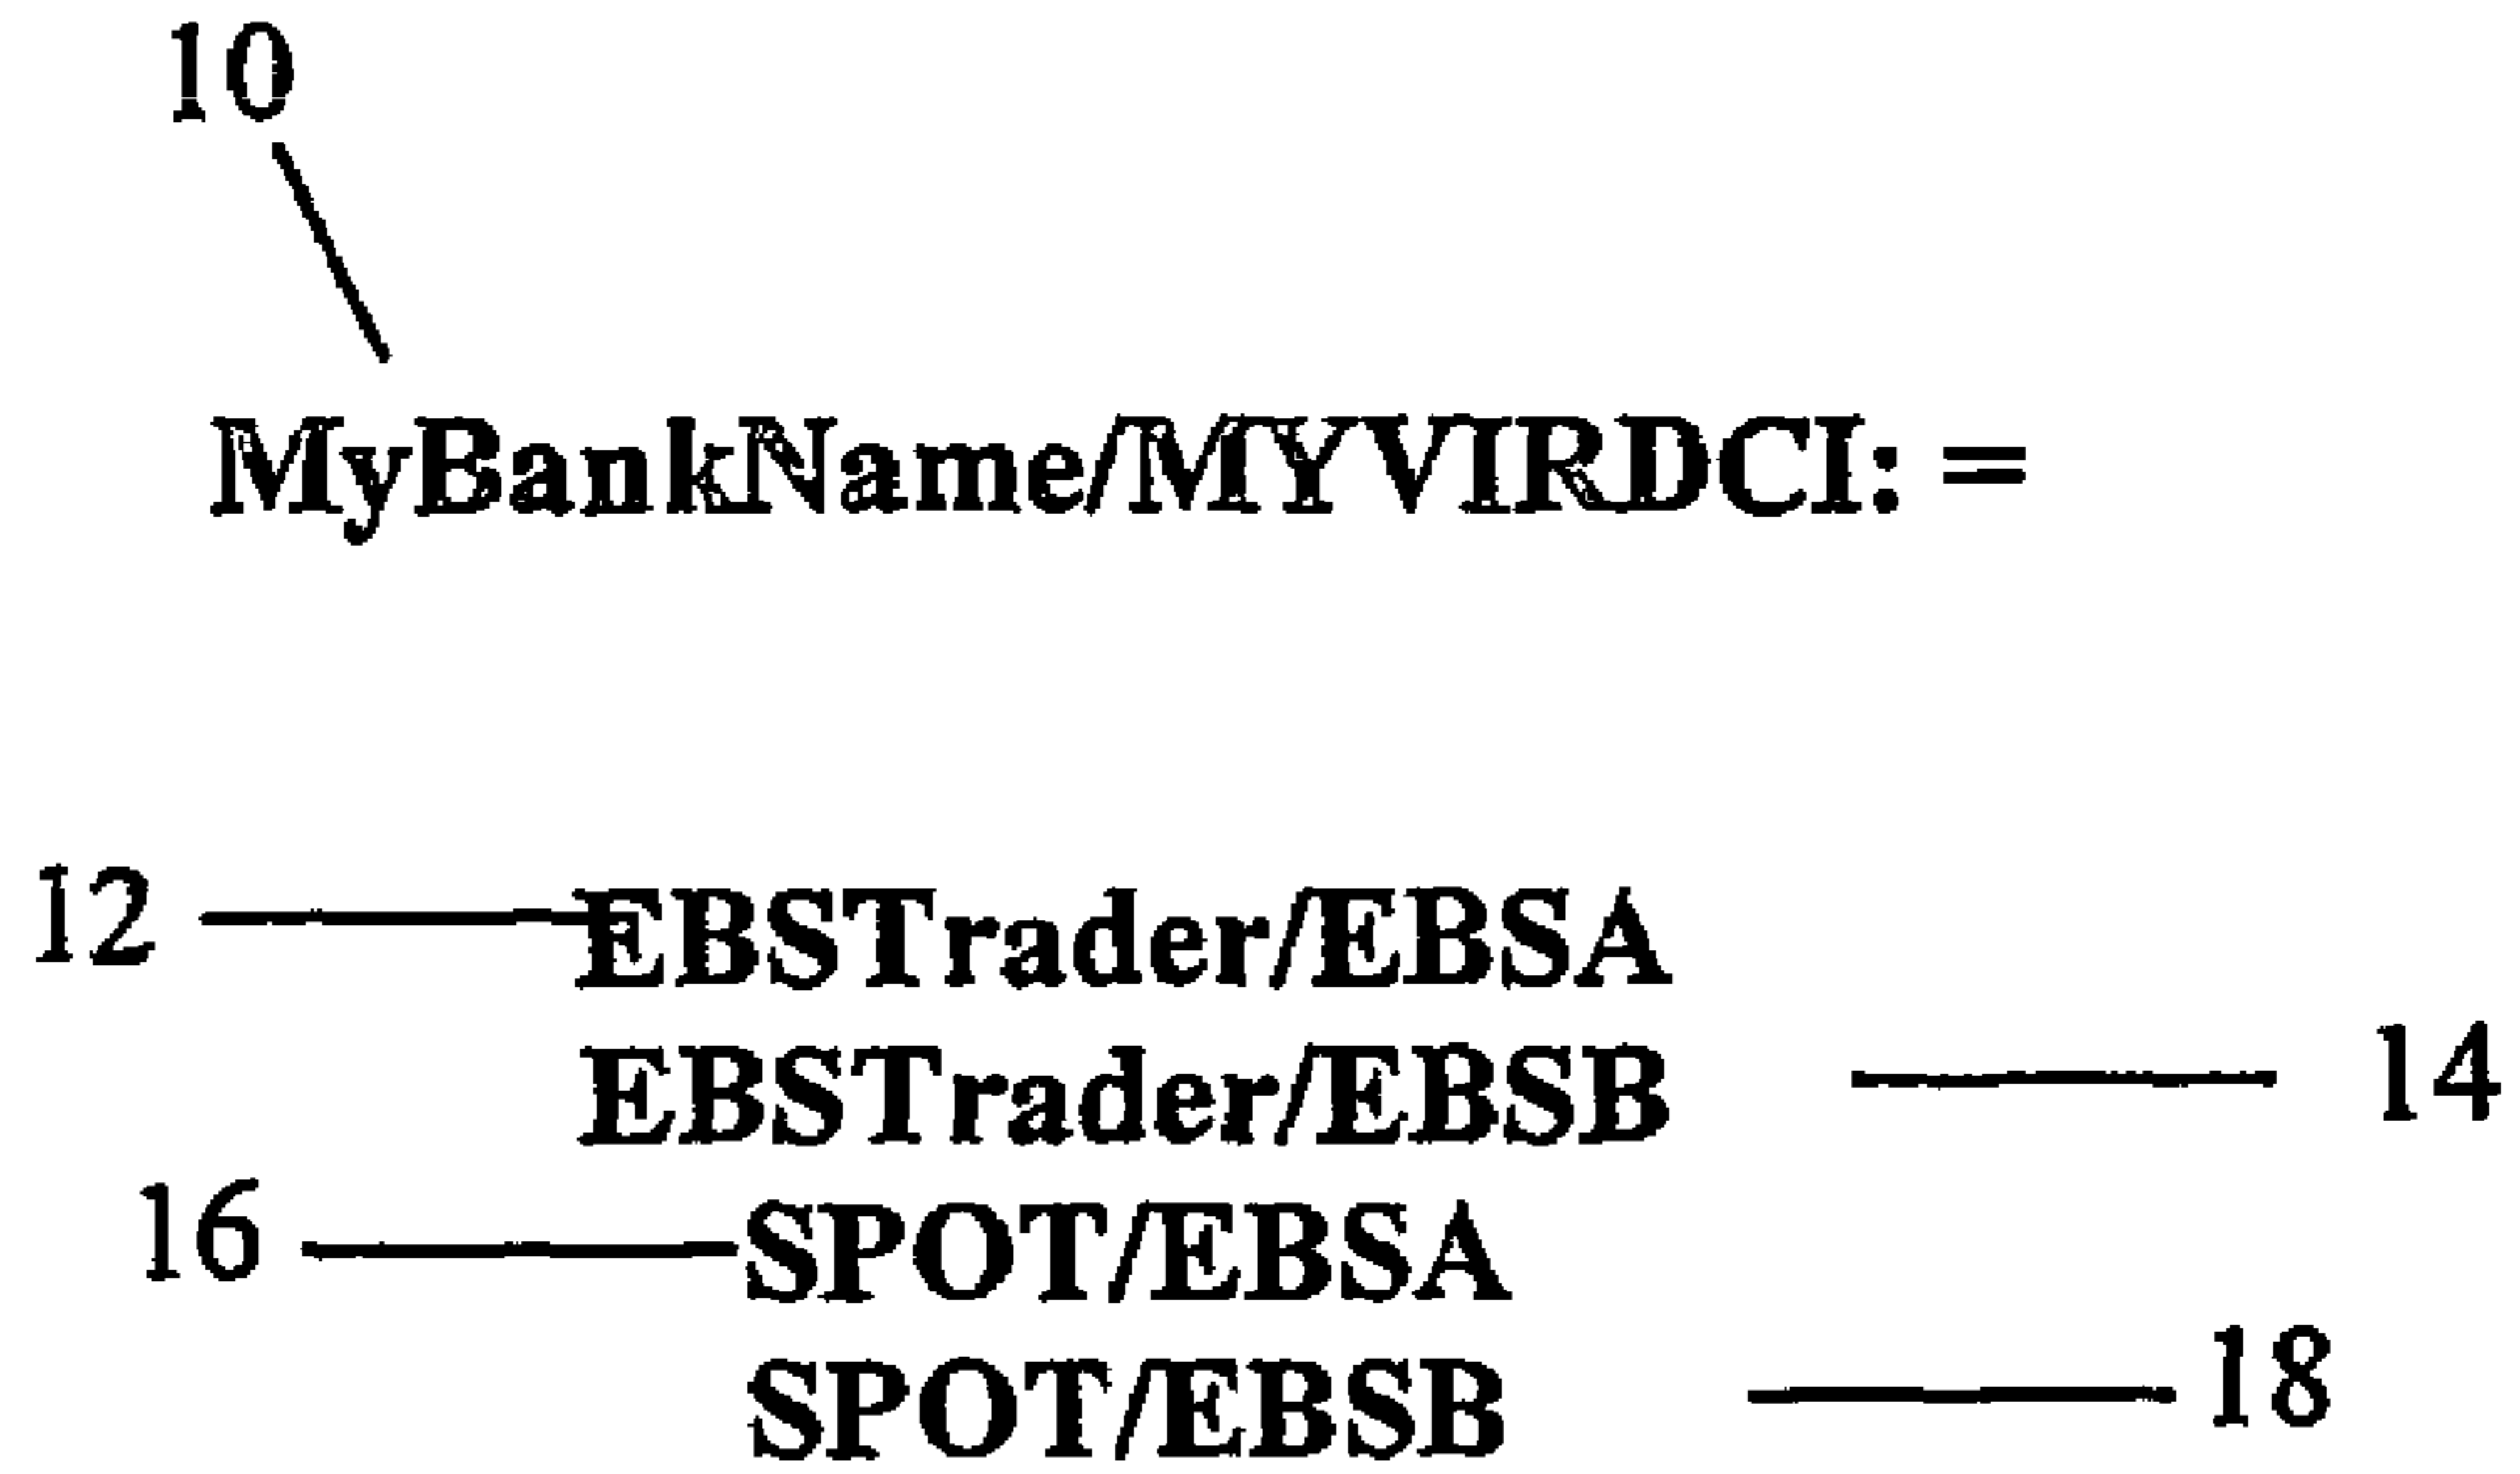 10
MyBankName/MYVIRDCI: =
12 EBSTrader/EBSA
EBSTrader/EBSB 14
16 SPOT/EBSA
SPOT/EBSB 18